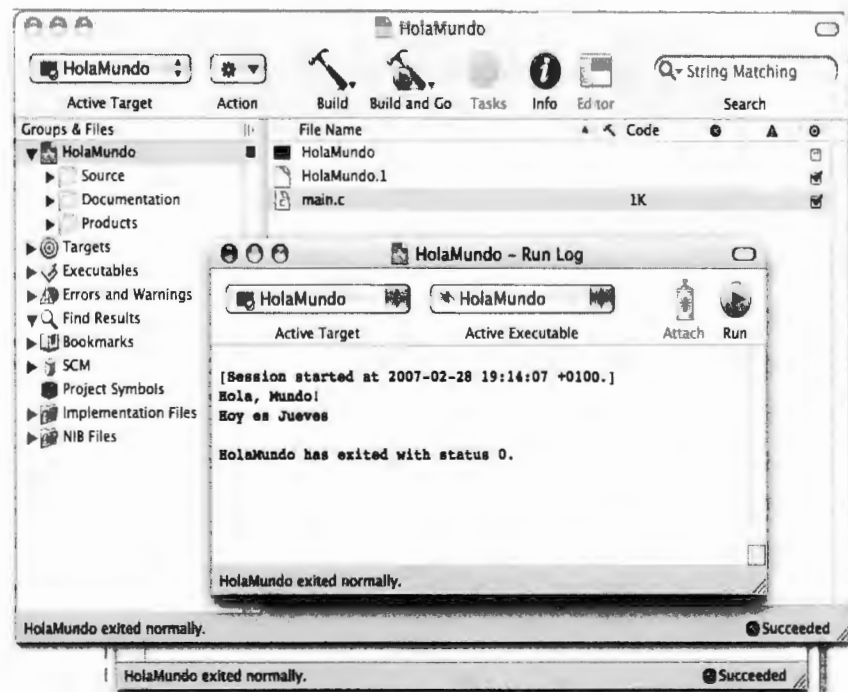 HolaMundo
HolaMundo
Active Target
Action
Build
Build and Go
Tasks
Info
Editor
String Matching
Search
Groups & Files
File Name
Code
HolaMundo
Source
Documentation
Products
Targets
Executables
Errors and Warnings
Find Results
Bookmarks
SCM
Project Symbols
Implementation Files
NIB Files
HolaMundo
HolaMundo.1
main.c 1K
HolaMundo – Run Log
HolaMundo
Active Target
HolaMundo
Active Executable
Attach
Run
[Session started at 2007-02-28 19:14:07 +0100.]
Hola, Mundo!
Hoy es Jueves
HolaMundo has exited with status 0.
HolaMundo exited normally.
HolaMundo exited normally. Succeeded
HolaMundo exited normally. Succeeded